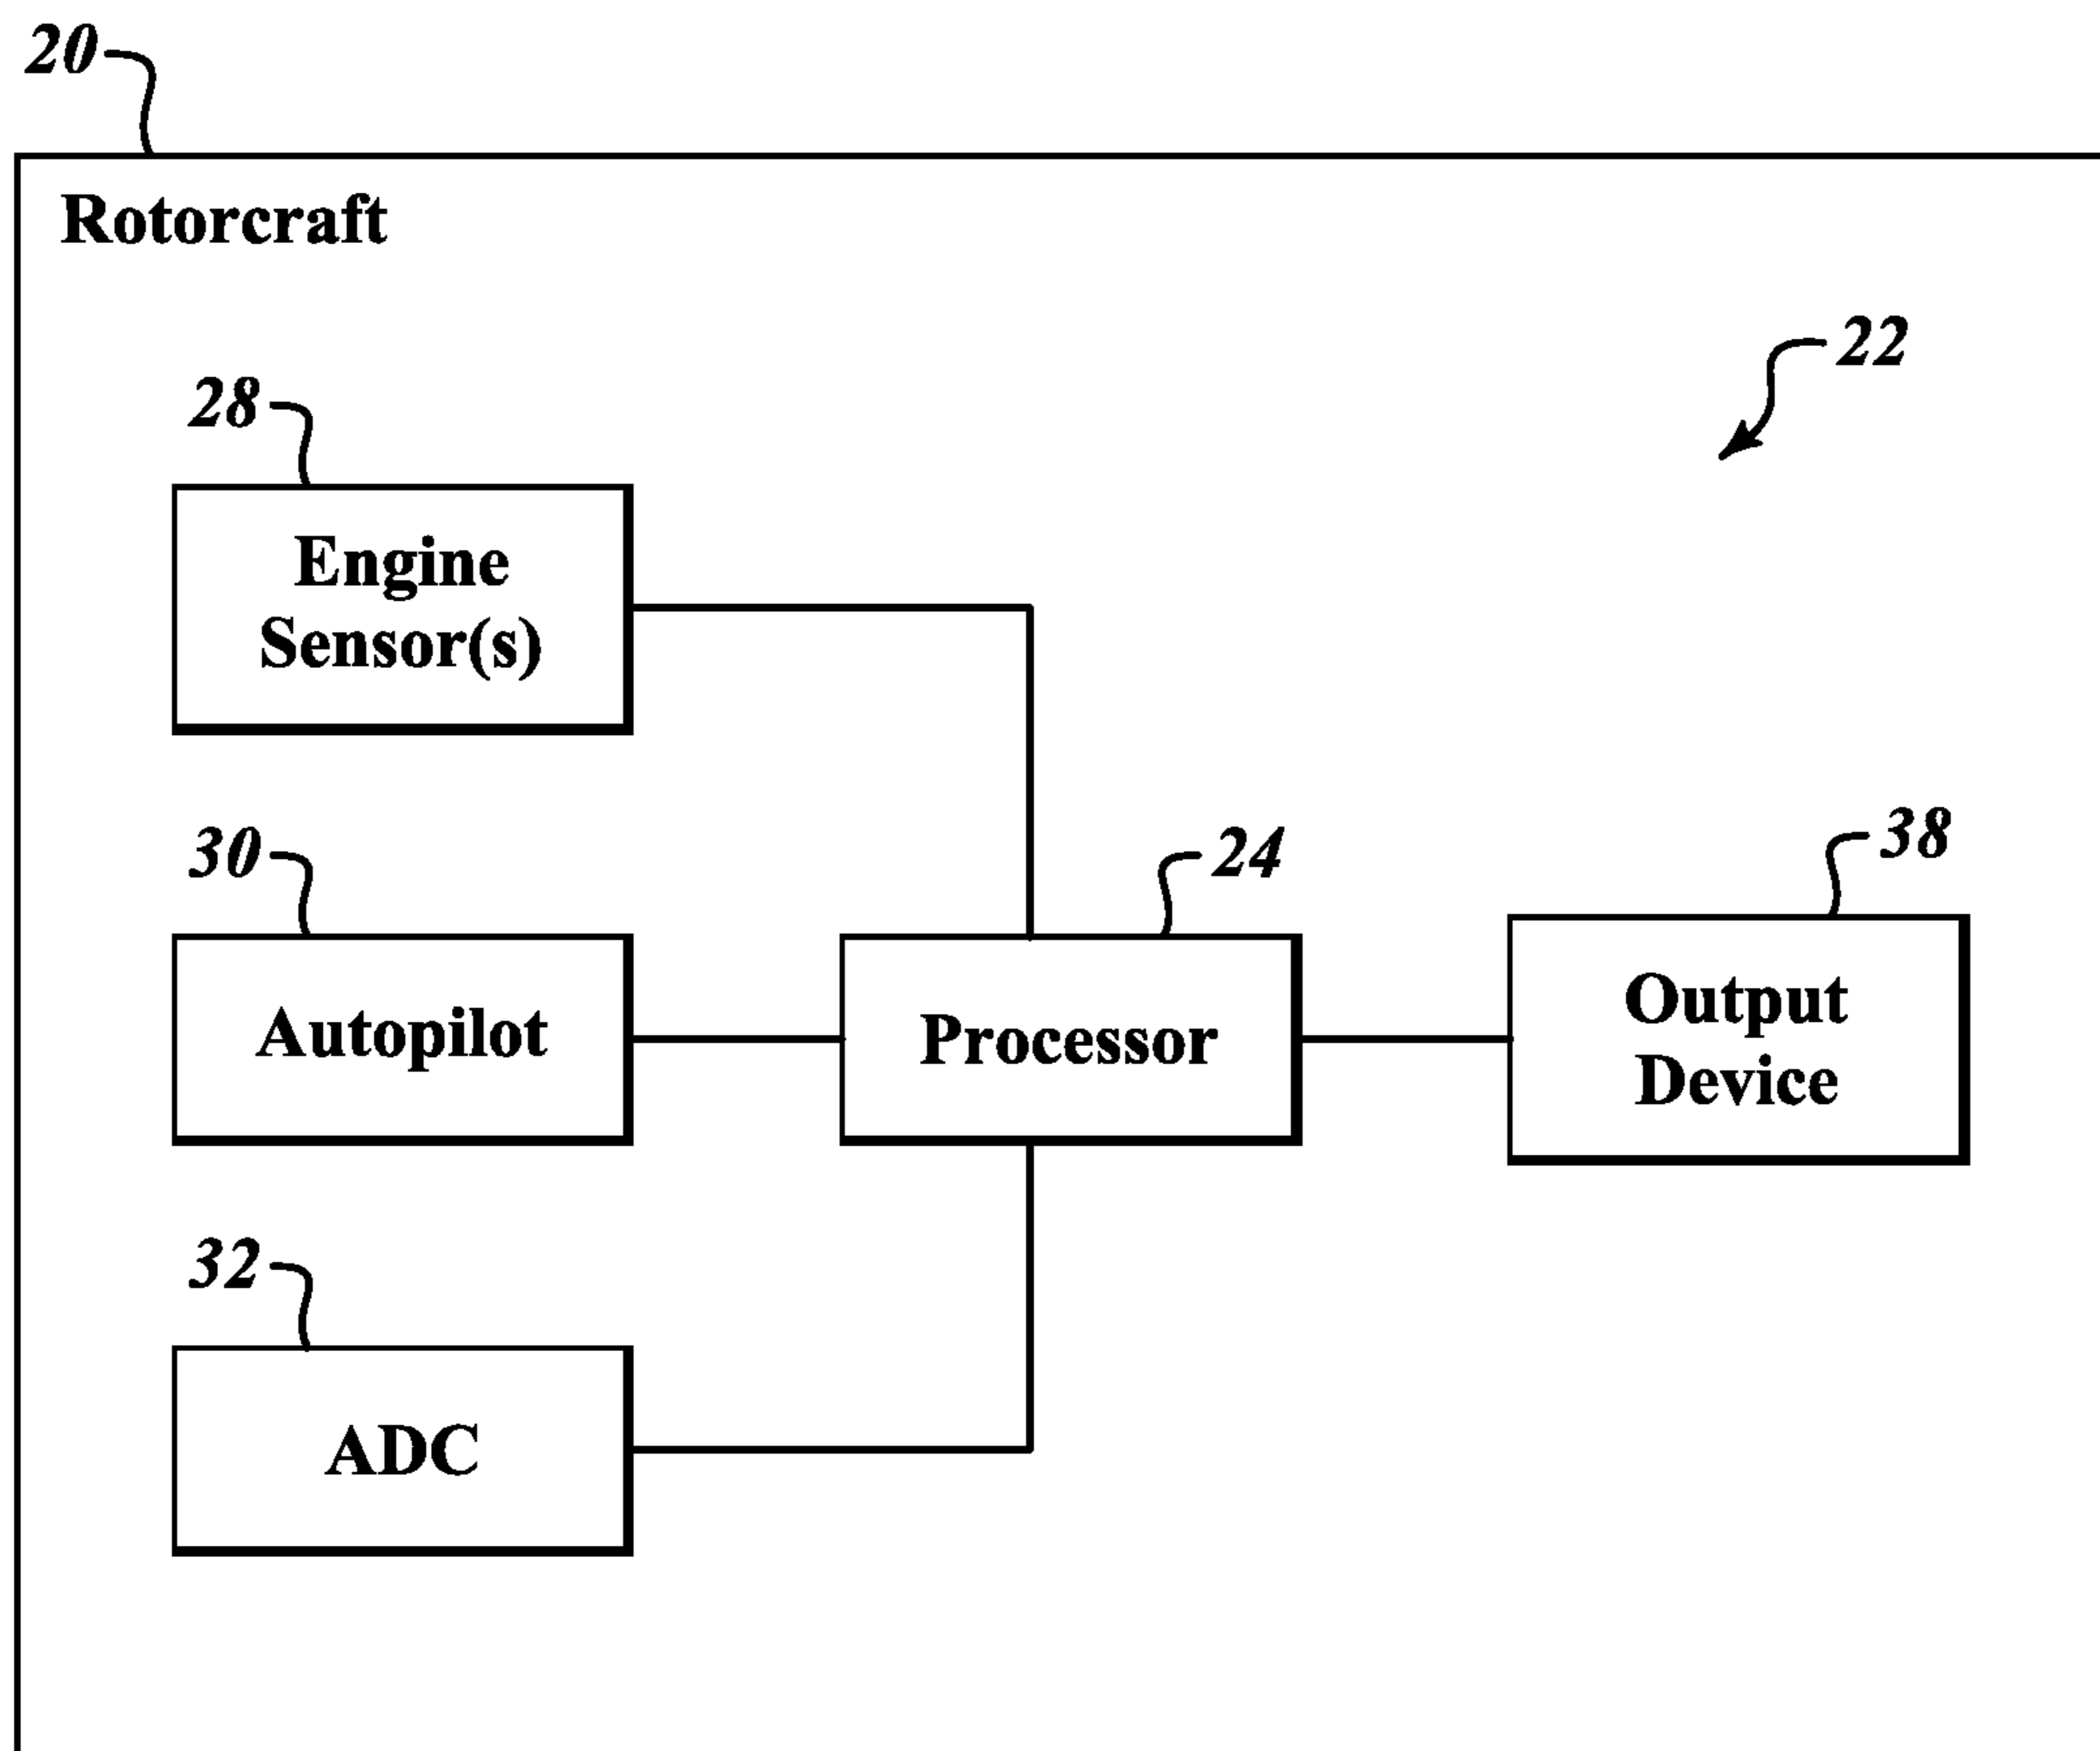 20
Rotorcraft
22
28
Engine
Sensor(s)
30
Autopilot
24
Processor
38
Output
Device
32
ADC